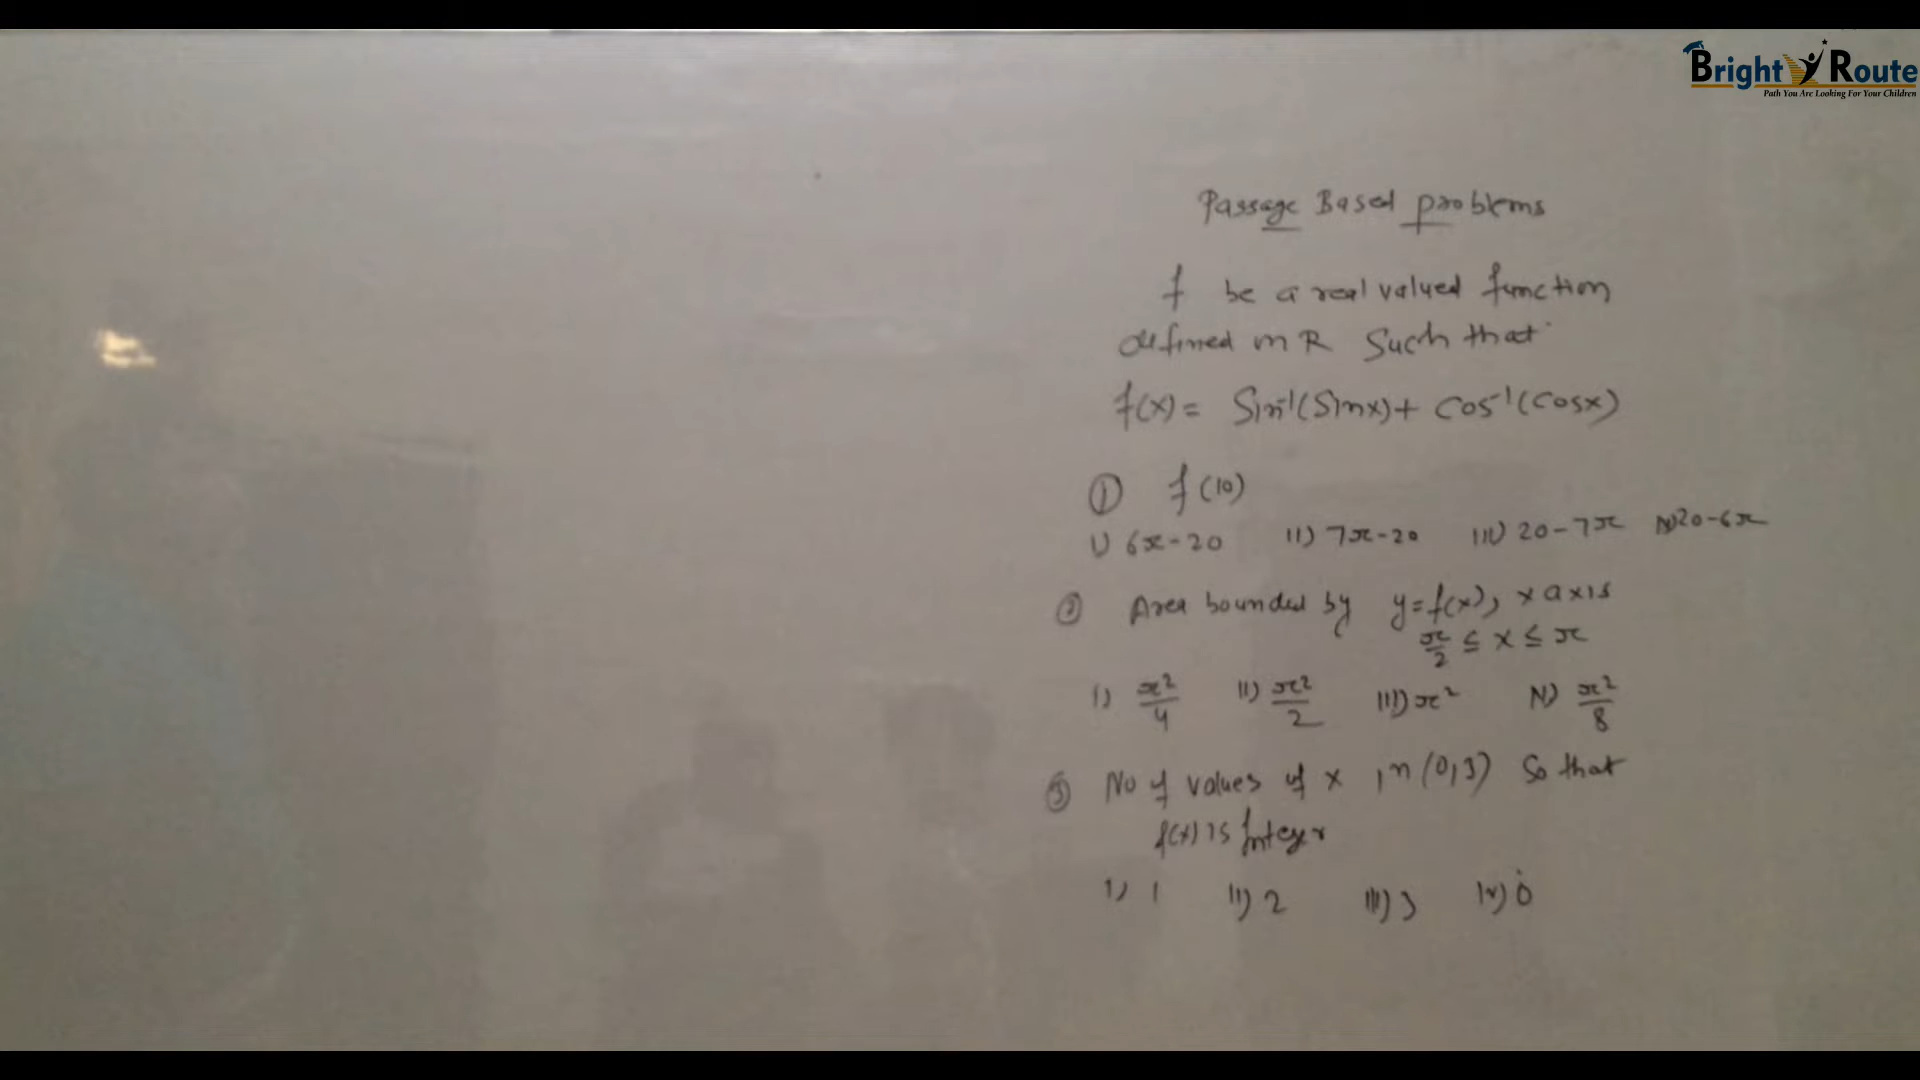 Bright Route
Path You Are Looking For Your Children
Passage Based problems
f be a real valued function
defined on R Such that
f(x) = Sin⁻¹(Sinx) + Cos⁻¹(Cosx)
① f(10)
i) 6π-20 ii) 7π-20 iii) 20-7π iv) 20-6π
② Area bounded by y=f(x), x axis
π/2 ≤ x ≤ π
i) π²/4 ii) π²/2 iii) π² iv) π²/8
③ No of values of x in (0,3) So that
f(x) is Integer
i) 1 ii) 2 iii) 3 iv) 0